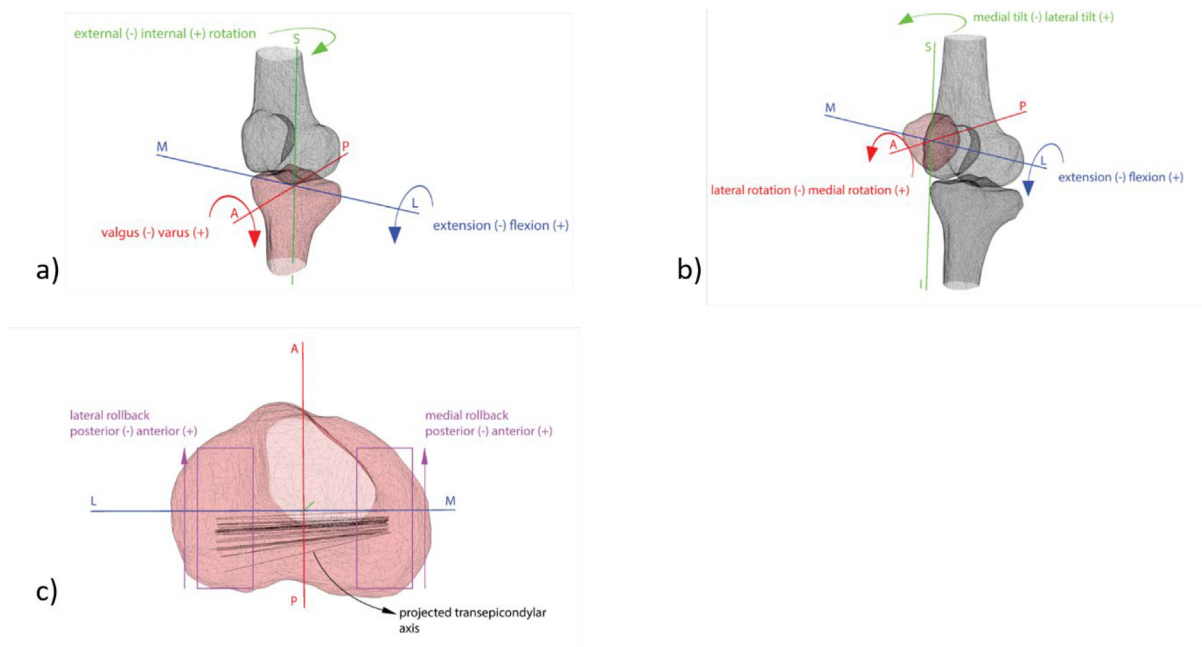 external (-) internal (+) rotation
S
M
P
A
L
valgus (-) varus (+)
extension (-) flexion (+)
I
a)
medial tilt (-) lateral tilt (+)
S
M
P
A
L
lateral rotation (-) medial rotation (+)
extension (-) flexion (+)
I
b)
A
lateral rollback
posterior (-) anterior (+)
medial rollback
posterior (-) anterior (+)
L
M
P
projected transepicondylar
axis
c)